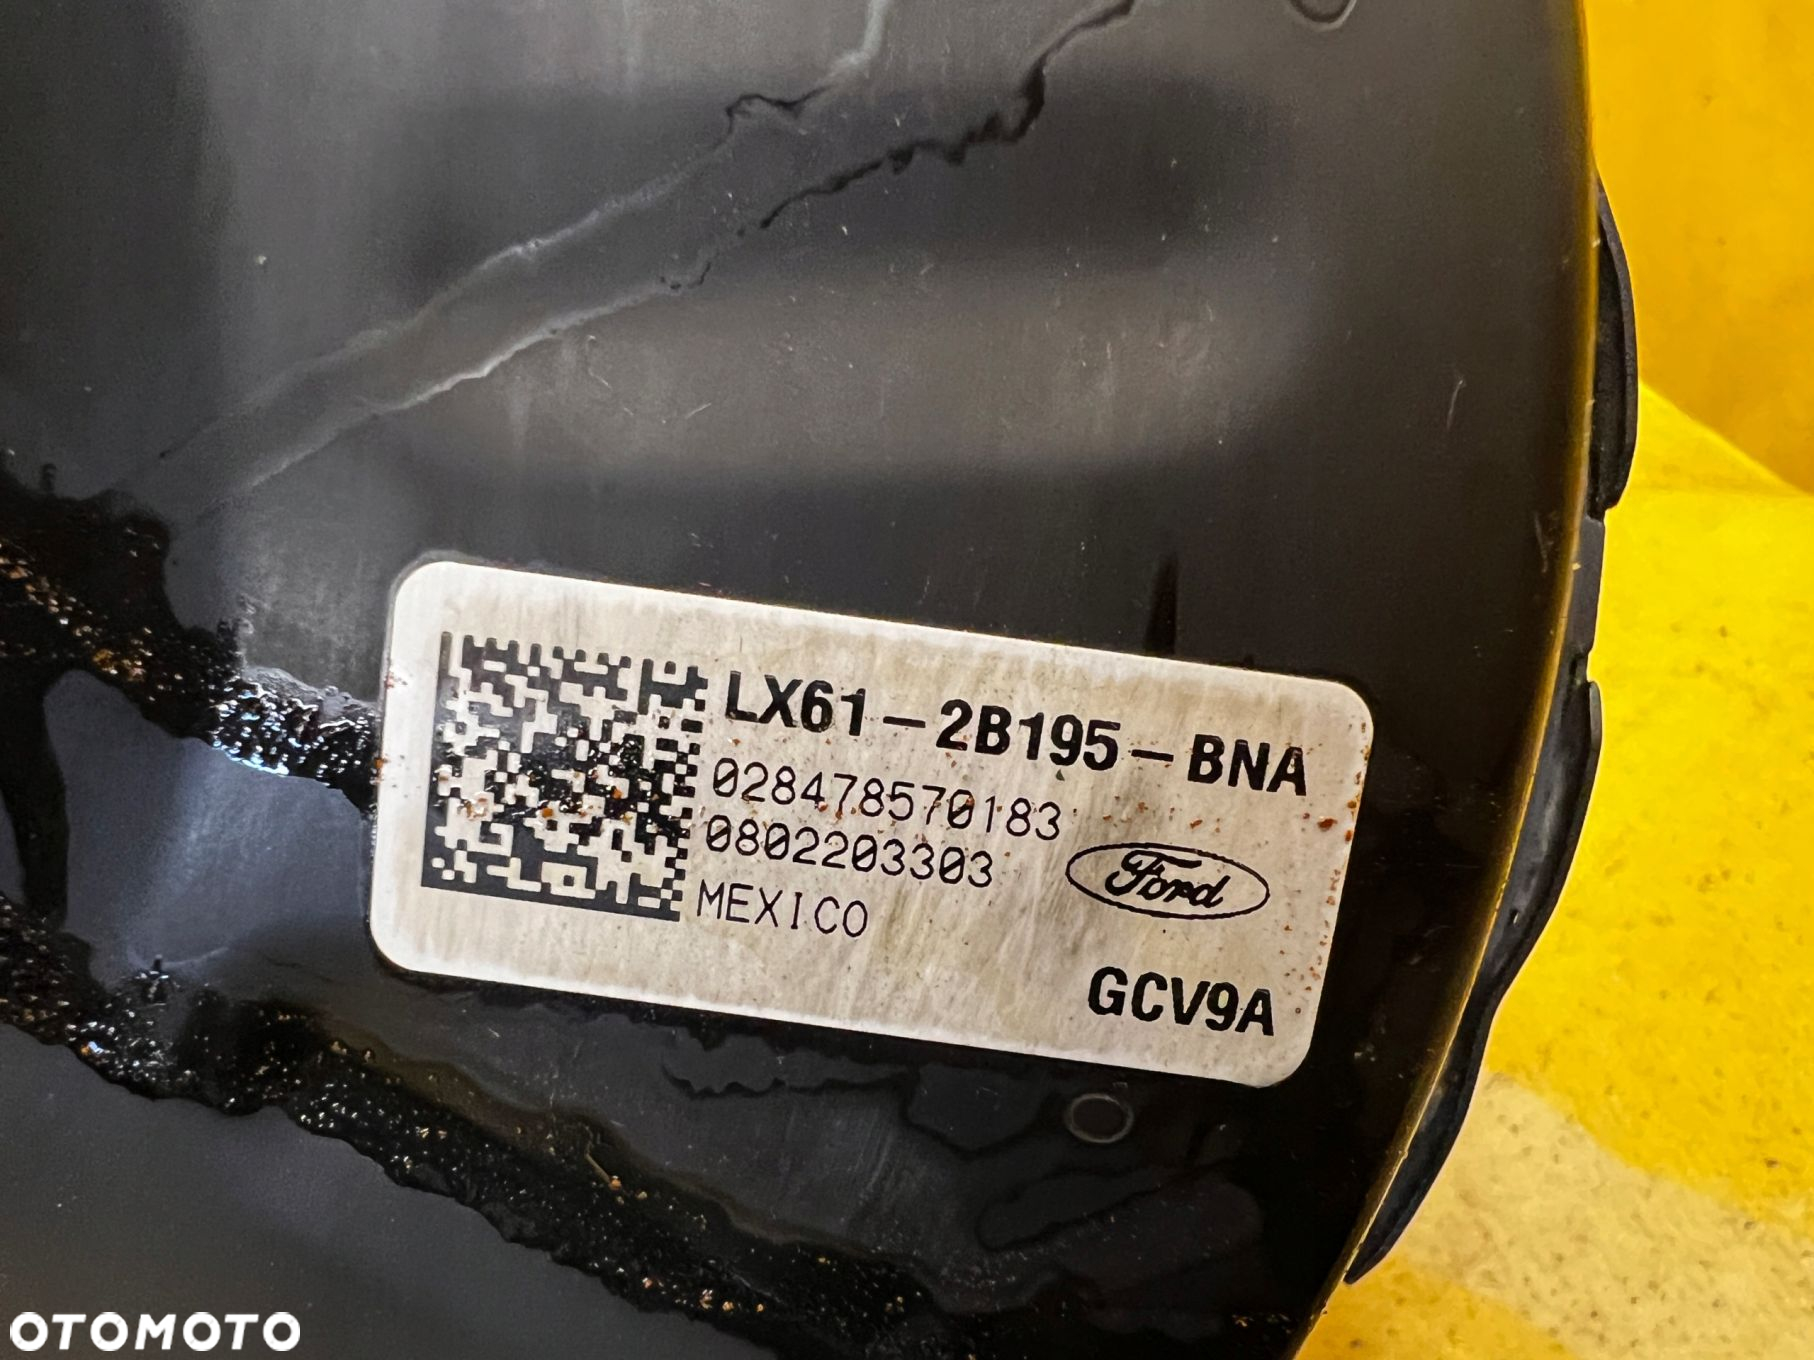 LX61-2B195-BNA
028478570183
0802203303
MEXICO
Ford
GCV9A
OTOMOTO